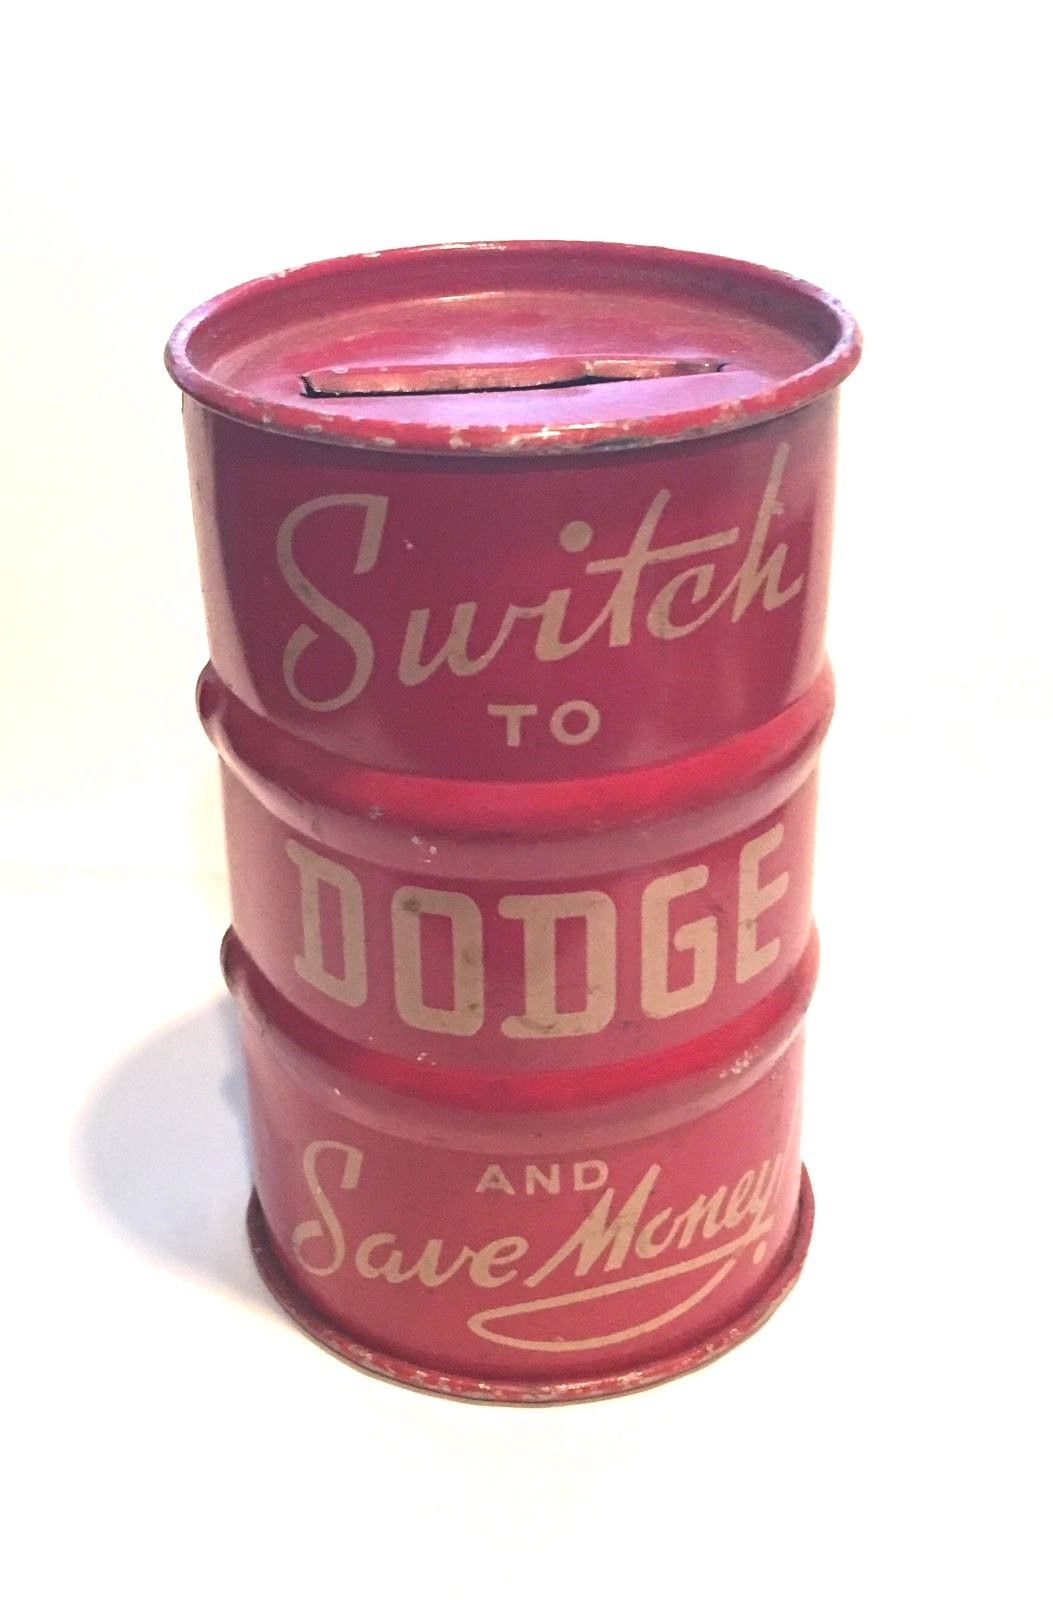 Switch
TO
DODGE
AND
Save Money.